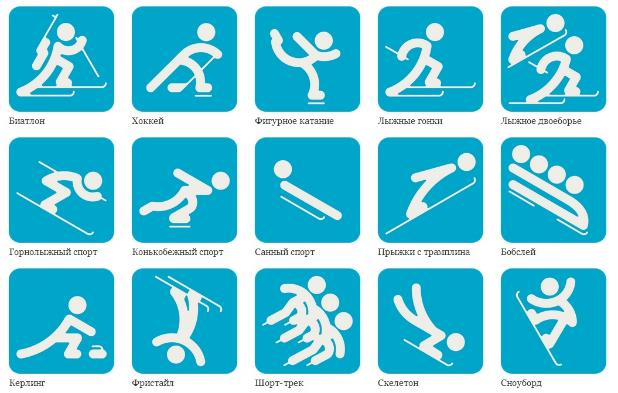 Биатлон
Хоккей
Фигурное катание
Лыжные гонки
Лыжное двоеборье
Горнолыжный спорт
Конькобежный спорт
Санный спорт
Прыжки с трамплина
Бобслей
Керлинг
Фристайл
Шорт-трек
Скелетон
Сноуборд